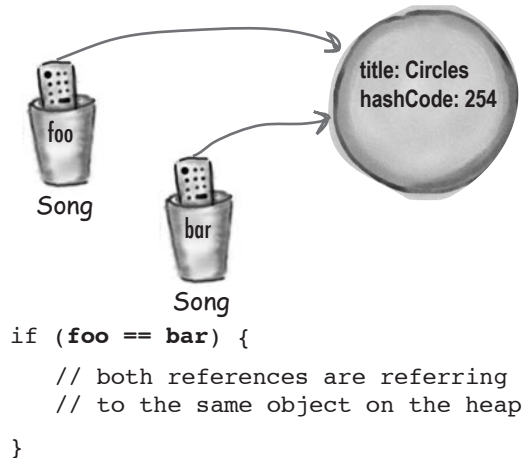 title: Circles
hashCode: 254
foo
Song
bar
Song
if (foo == bar) {
// both references are referring
// to the same object on the heap
}